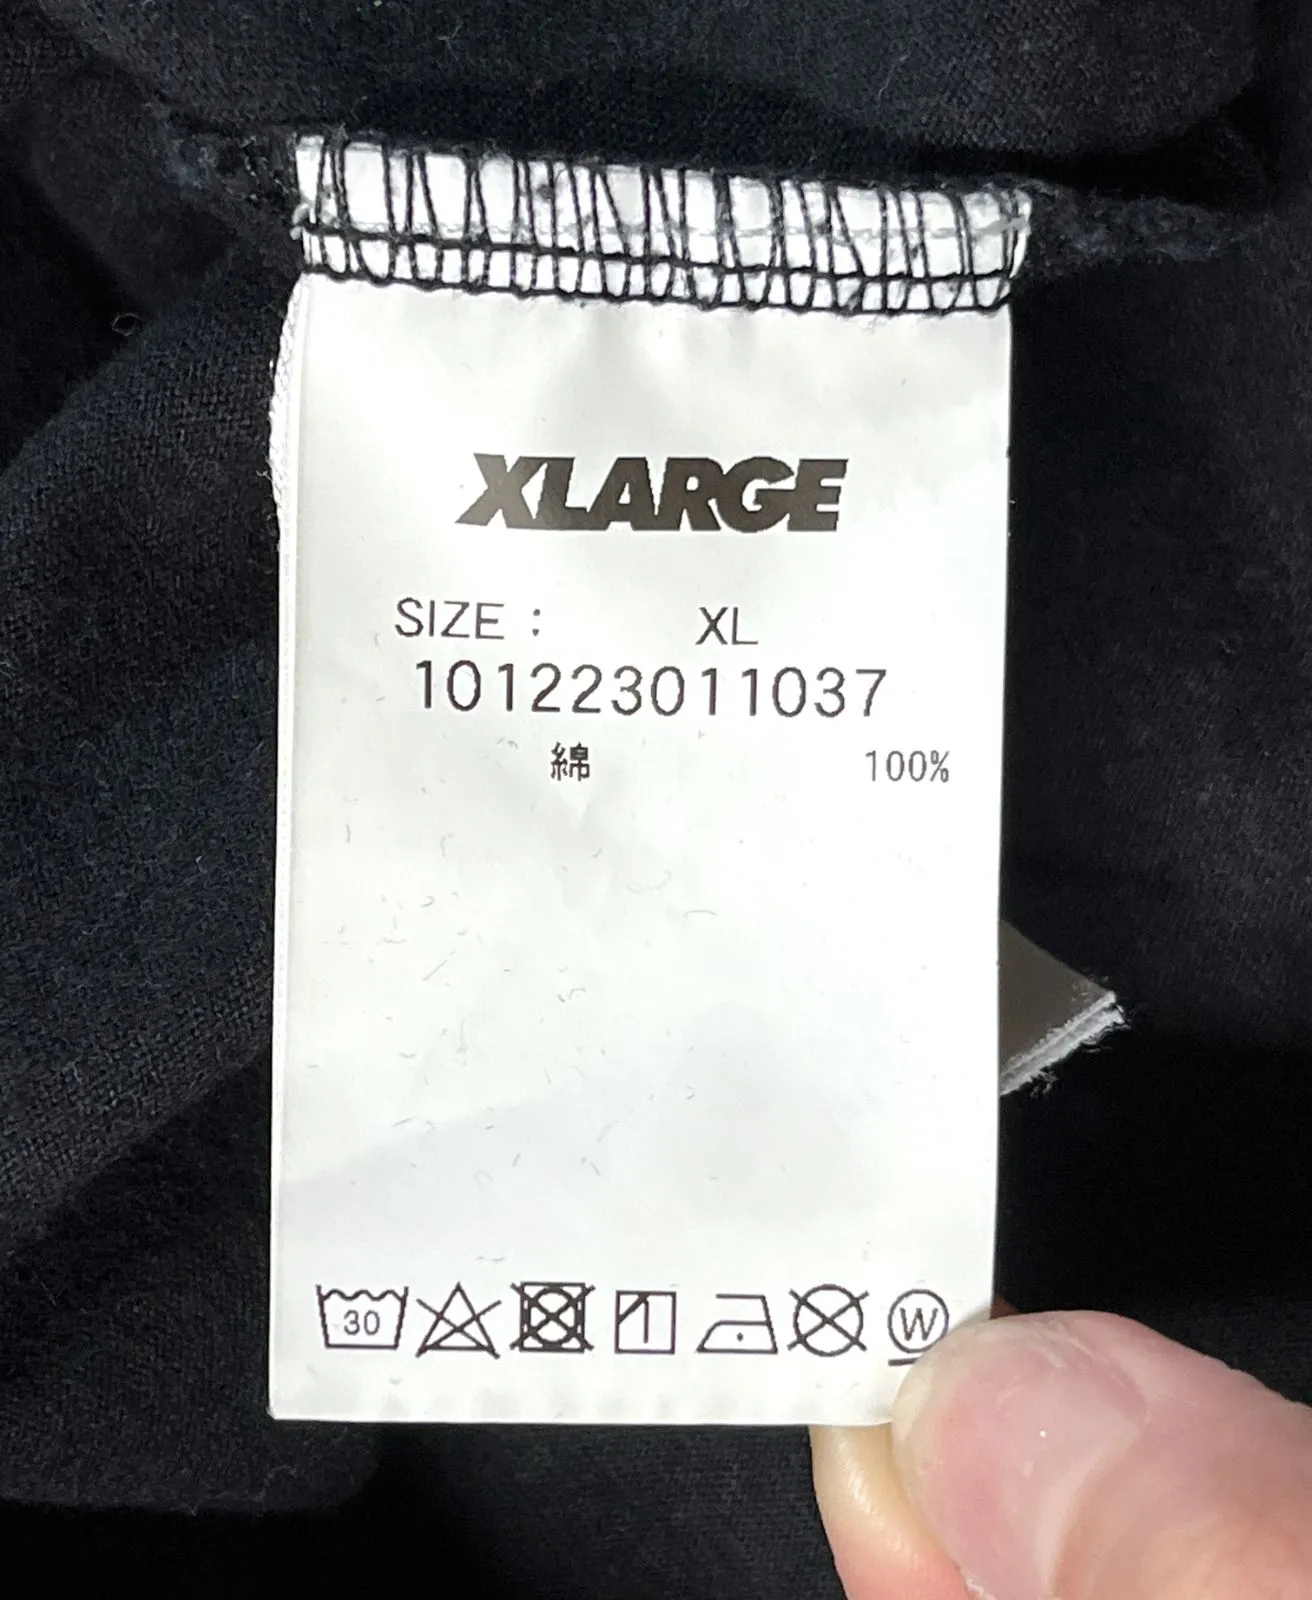 XLARGE
SIZE : XL
101223011037
綿 100%
30 W